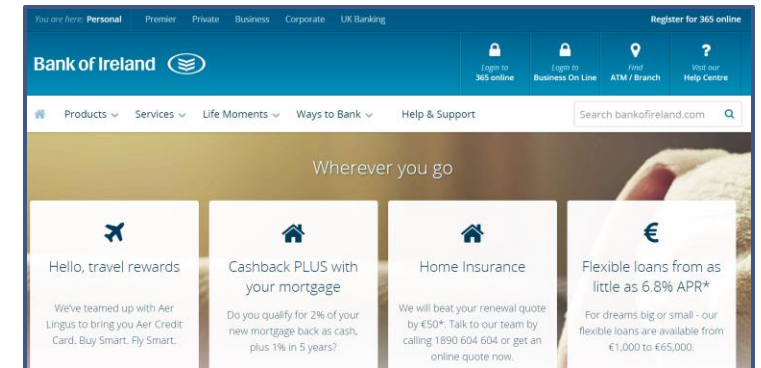 You are here: Personal Premier Private Business Corporate UK Banking Register for 365 online
Bank of Ireland
Login to
365 online
Login to
Business On Line
Find
ATM / Branch
Visit our
Help Centre
Products Services Life Moments Ways to Bank Help & Support Search bankofireland.com
Wherever you go
Hello, travel rewards
We've teamed up with Aer
Lingus to bring you Aer Credit
Card. Buy Smart. Fly Smart.
Cashback PLUS with
your mortgage
Do you qualify for 2% of your
new mortgage back as cash,
plus 1% in 5 years?
Home Insurance
We will beat your renewal quote
by €50*. Talk to our team by
calling 1890 604 604 or get an
online quote now.
€
Flexible loans from as
little as 6.8% APR*
For dreams big or small - our
flexible loans are available from
€1,000 to €65,000.